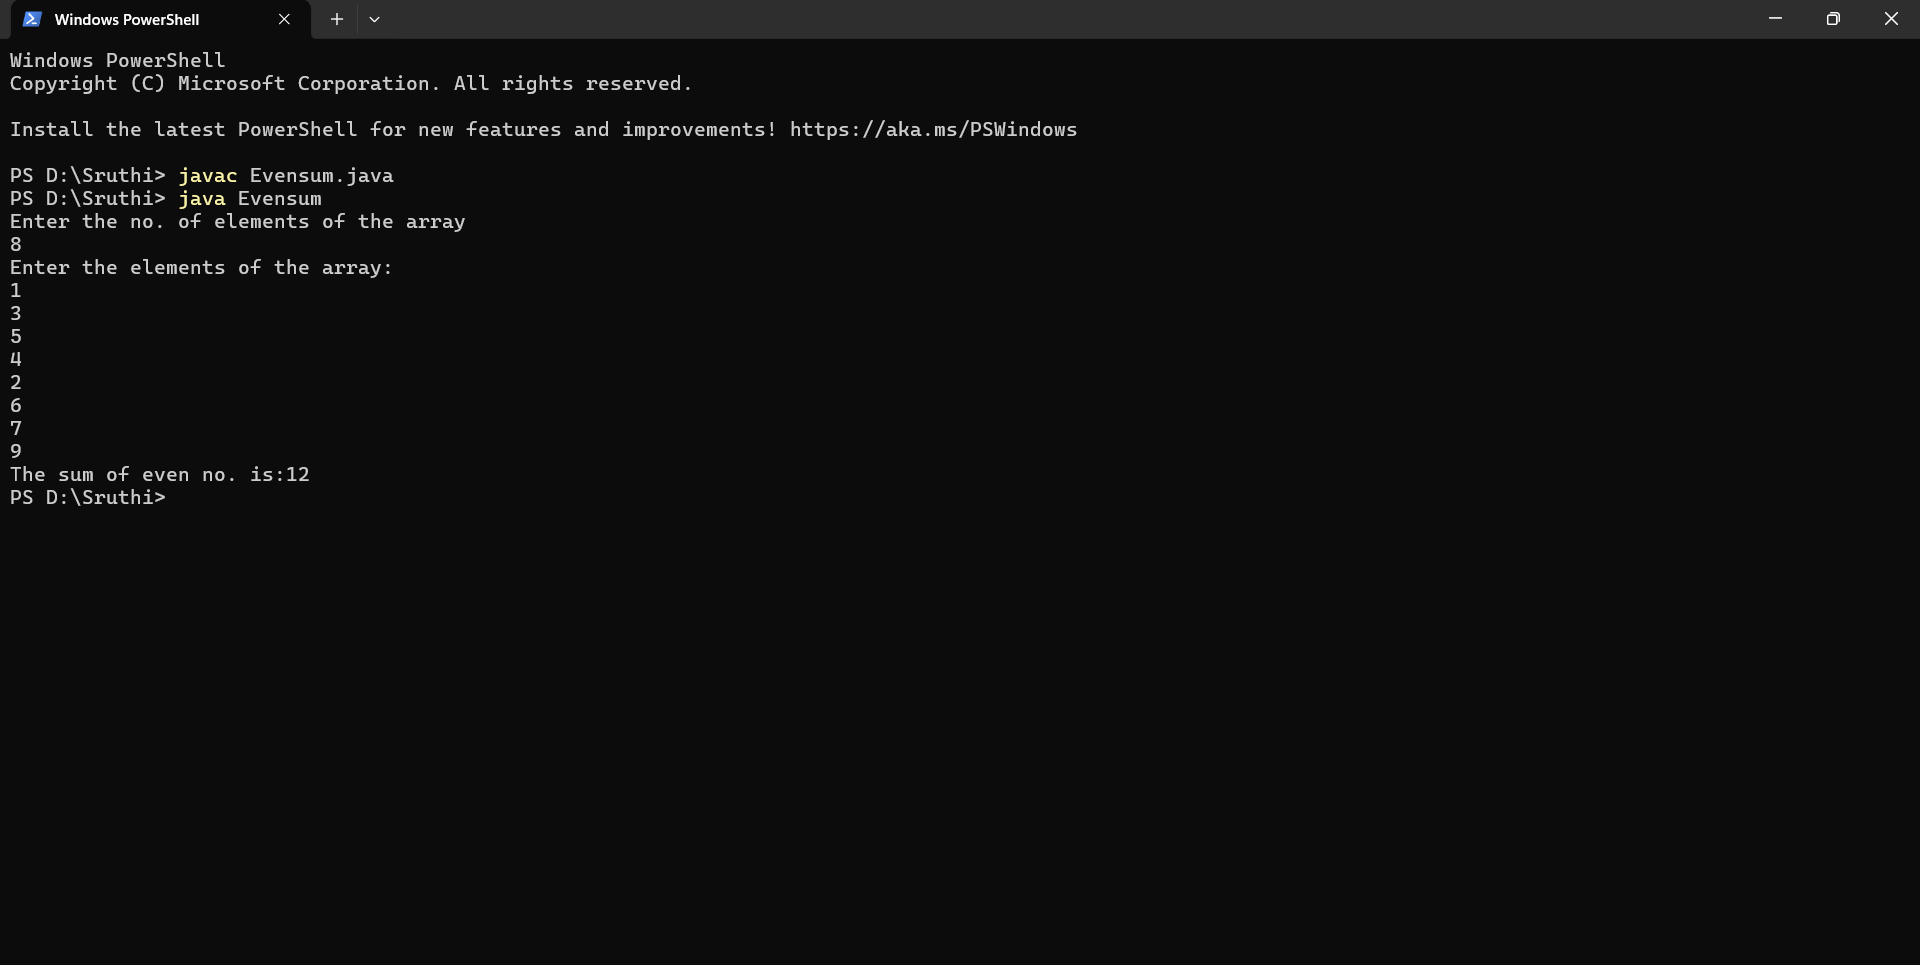 Windows PowerShell
Windows PowerShell
Copyright (C) Microsoft Corporation. All rights reserved.
Install the latest PowerShell for new features and improvements! https://aka.ms/PSWindows
PS D:\Sruthi> javac Evensum.java
PS D:\Sruthi> java Evensum
Enter the no. of elements of the array
8
Enter the elements of the array:
1
3
5
4
2
6
7
9
The sum of even no. is:12
PS D:\Sruthi>